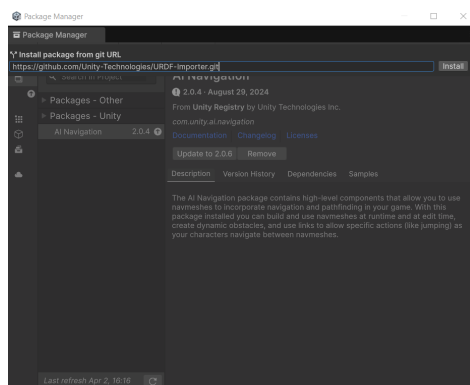 Package Manager
Package Manager
Install package from git URL
https://github.com/Unity-Technologies/URDF-Importer.git
Install
Search in Project
AI Navigation
2.0.4 · August 29, 2024
From Unity Registry by Unity Technologies Inc.
com.unity.ai.navigation
Documentation Changelog Licenses
Packages - Other
Packages - Unity
AI Navigation 2.0.4
Update to 2.0.6 Remove
Description Version History Dependencies Samples
The AI Navigation package contains high-level components that allow you to use
navmeshes to incorporate navigation and pathfinding in your game. With this
package installed you can build and use navmeshes at runtime and at edit time,
create dynamic obstacles, and use links to allow specific actions (like jumping) as
your characters navigate between navmeshes.
Last refresh Apr 2, 16:16